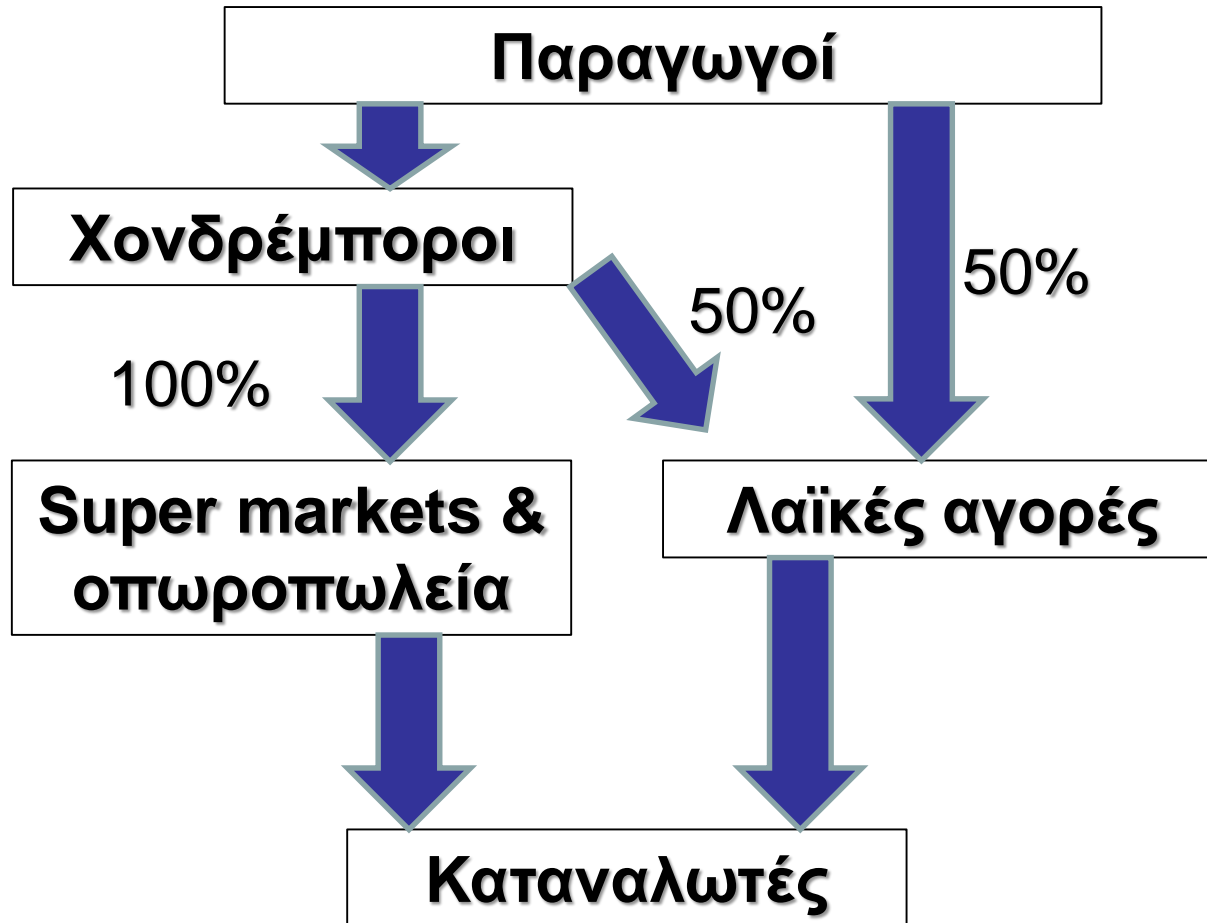 Παραγωγοί
Χονδρέμποροι
50%
50%
100%
Super markets &
οπωροπωλεία
Λαϊκές αγορές
Καταναλωτές